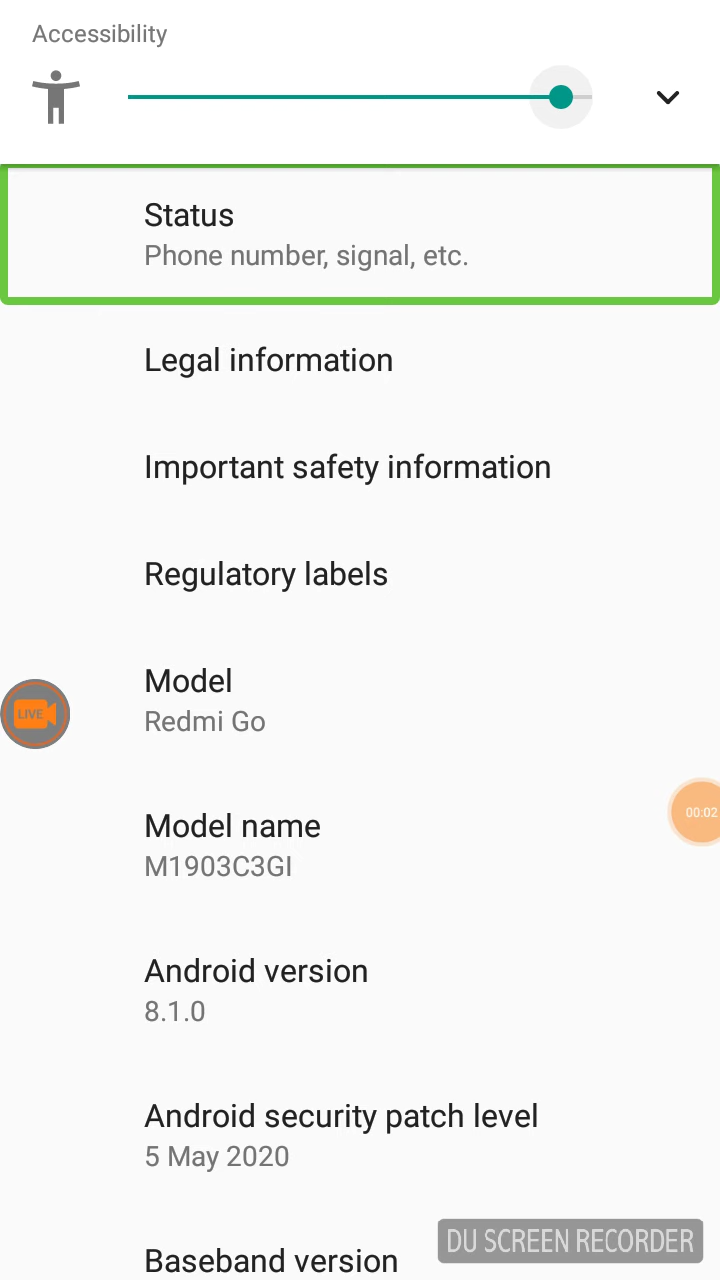 Accessibility
Status
Phone number, signal, etc.
Legal information
Important safety information
Regulatory labels
Model
Redmi Go
LIVE
00:02
Model name
M1903C3GI
Android version
8.1.0
Android security patch level
5 May 2020
DU SCREEN RECORDER
Baseband version